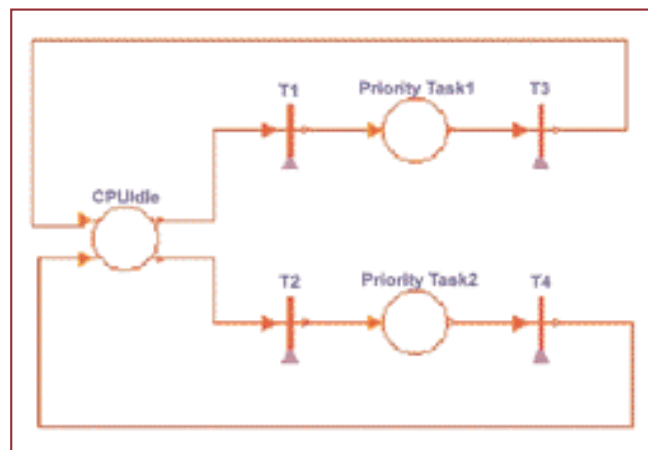 T1
Priority Task1
T3
CPUIdle
T2
Priority Task2
T4